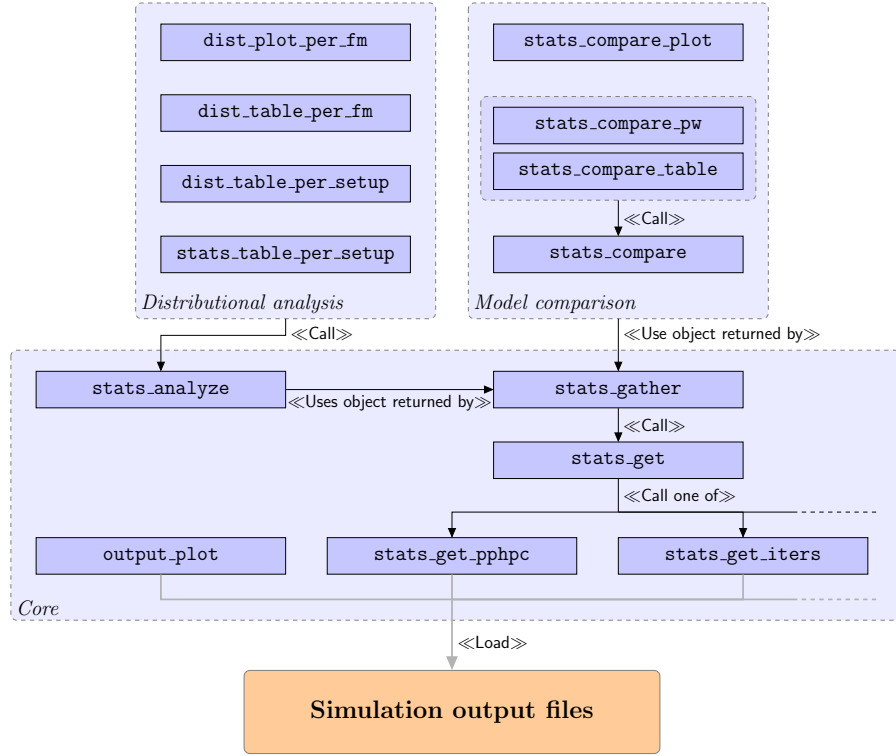 dist_plot_per_fm
stats_compare_plot
dist_table_per_fm
stats_compare_pw
stats_compare_table
dist_table_per_setup
≪Call≫
stats_table_per_setup
stats_compare
Distributional analysis
Model comparison
≪Call≫
≪Use object returned by≫
stats_analyze
stats_gather
≪Uses object returned by≫
≪Call≫
stats_get
≪Call one of≫
output_plot
stats_get_pphpc
stats_get_iters
Core
≪Load≫
Simulation output files